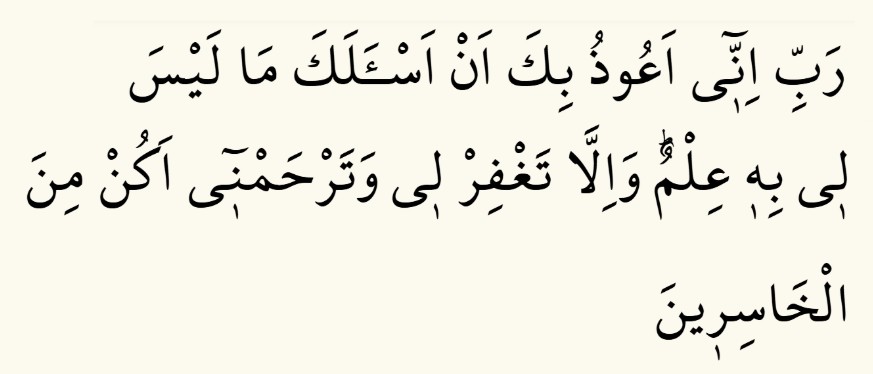 رَبِّ اِنّ۪ٓى اَعُوذُ بِكَ اَنْ اَسْـَٔلَكَ مَا لَيْسَ
ل۪ى بِه۪ عِلْمٌۜ وَاِلَّا تَغْفِرْ ل۪ى وَتَرْحَمْن۪ٓى اَكُنْ مِنَ
الْخَاسِر۪ينَ